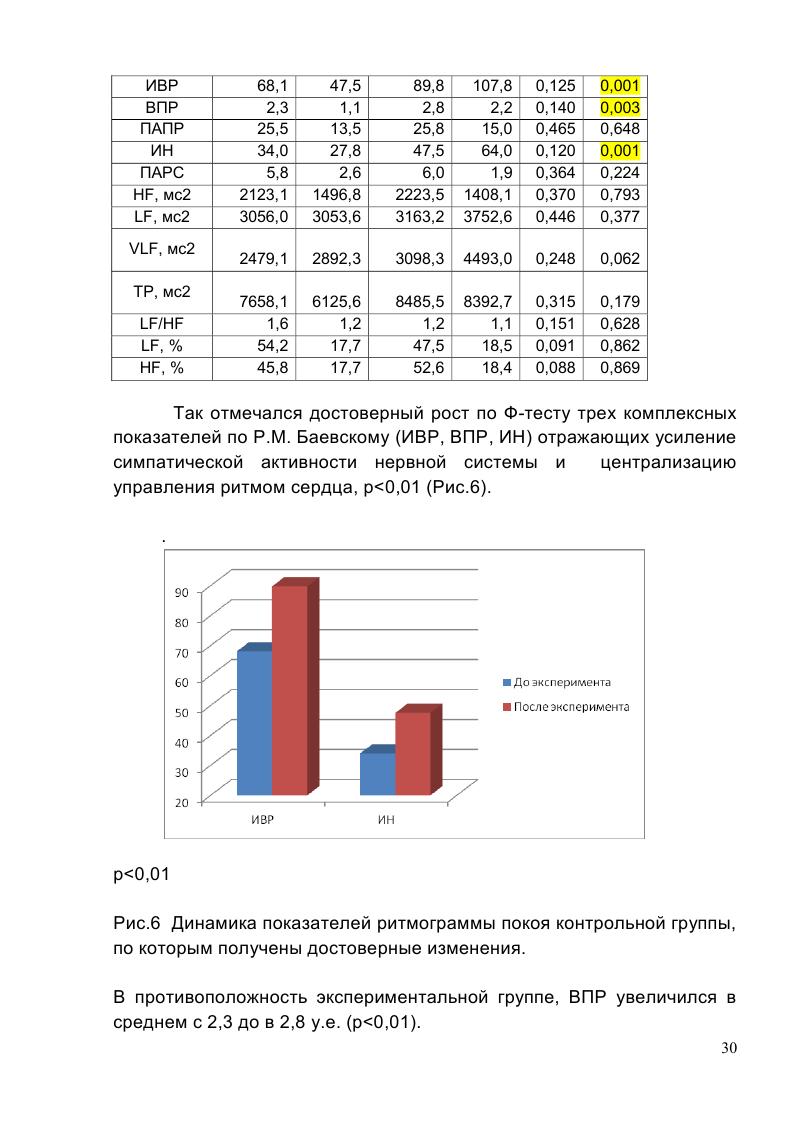 ИВР 68,1 47,5 89,8 107,8 0,125 0,001
ВПР 2,3 1,1 2,8 2,2 0,140 0,003
ПАПР 25,5 13,5 25,8 15,0 0,465 0,648
ИН 34,0 27,8 47,5 64,0 0,120 0,001
ПАРС 5,8 2,6 6,0 1,9 0,364 0,224
HF, мс2 2123,1 1496,8 2223,5 1408,1 0,370 0,793
LF, мс2 3056,0 3053,6 3163,2 3752,6 0,446 0,377
VLF, мс2 2479,1 2892,3 3098,3 4493,0 0,248 0,062
TP, мс2 7658,1 6125,6 8485,5 8392,7 0,315 0,179
LF/HF 1,6 1,2 1,2 1,1 0,151 0,628
LF, % 54,2 17,7 47,5 18,5 0,091 0,862
HF, % 45,8 17,7 52,6 18,4 0,088 0,869
Так отмечался достоверный рост по Ф-тесту трех комплексных
показателей по Р.М. Баевскому (ИВР, ВПР, ИН) отражающих усиление
симпатической активности нервной системы и централизацию
управления ритмом сердца, p<0,01 (Рис.6).
.
90
80
70
60
50
40
30
20
ИВР ИН
До эксперимента
После эксперимента
p<0,01
Рис.6 Динамика показателей ритмограммы покоя контрольной группы,
по которым получены достоверные изменения.
В противоположность экспериментальной группе, ВПР увеличился в
среднем с 2,3 до в 2,8 у.е. (p<0,01).
30